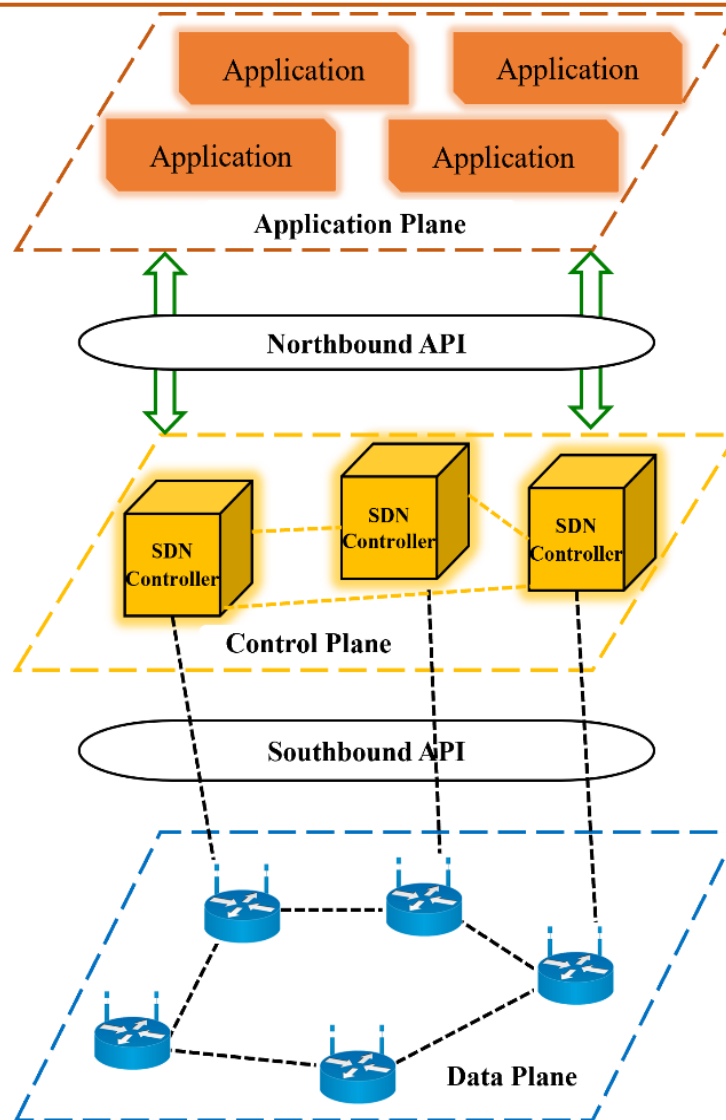 Application
Application
Application
Application
Application Plane
Northbound API
SDN
Controller
SDN
Controller
SDN
Controller
Control Plane
Southbound API
Data Plane